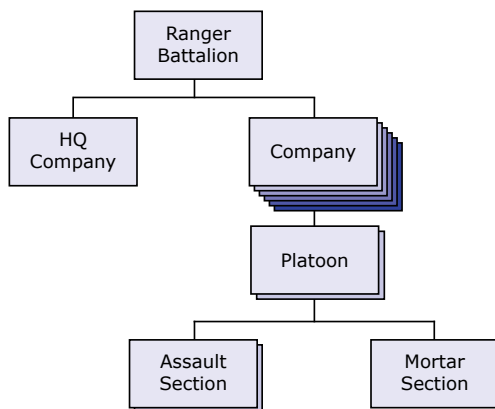 Ranger
Battalion
HQ
Company
Company
Platoon
Assault
Section
Mortar
Section